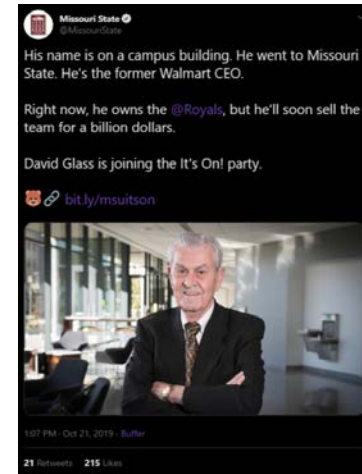 Missouri State
@MissouriState
His name is on a campus building. He went to Missouri
State. He's the former Walmart CEO.
Right now, he owns the @Royals, but he'll soon sell the
team for a billion dollars.
David Glass is joining the It's On! party.
bit.ly/msuitson
1:07 PM · Oct 21, 2019 · Buffer
21 Retweets 215 Likes